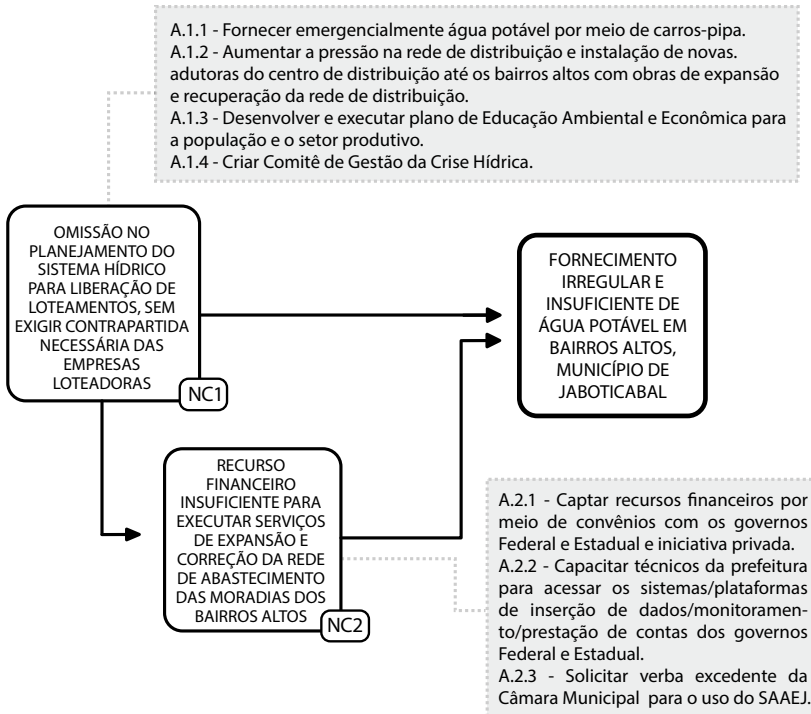 A.1.1 - Fornecer emergencialmente água potável por meio de carros-pipa.
A.1.2 - Aumentar a pressão na rede de distribuição e instalação de novas.
adutoras do centro de distribuição até os bairros altos com obras de expansão
e recuperação da rede de distribuição.
A.1.3 - Desenvolver e executar plano de Educação Ambiental e Econômica para
a população e o setor produtivo.
A.1.4 - Criar Comitê de Gestão da Crise Hídrica.
OMISSÃO NO
PLANEJAMENTO DO
SISTEMA HÍDRICO
PARA LIBERAÇÃO DE
LOTEAMENTOS, SEM
EXIGIR CONTRAPARTIDA
NECESSÁRIA DAS
EMPRESAS
LOTEADORAS
NC1
FORNECIMENTO
IRREGULAR E
INSUFICIENTE DE
ÁGUA POTÁVEL EM
BAIRROS ALTOS,
MUNICÍPIO DE
JABOTICABAL
RECURSO
FINANCEIRO
INSUFICIENTE PARA
EXECUTAR SERVIÇOS
DE EXPANSÃO E
CORREÇÃO DA REDE
DE ABASTECIMENTO
DAS MORADIAS DOS
BAIRROS ALTOS
NC2
A.2.1 - Captar recursos financeiros por
meio de convênios com os governos
Federal e Estadual e iniciativa privada.
A.2.2 - Capacitar técnicos da prefeitura
para acessar os sistemas/plataformas
de inserção de dados/monitoramen-
to/prestação de contas dos governos
Federal e Estadual.
A.2.3 - Solicitar verba excedente da
Câmara Municipal para o uso do SAAEJ.